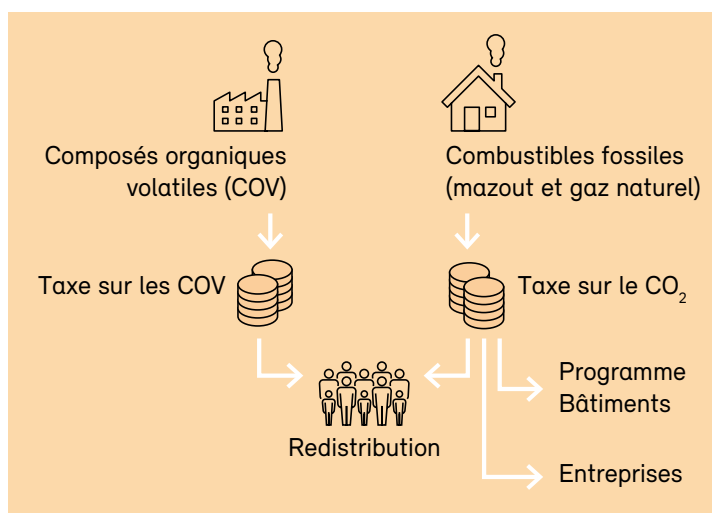 Composés organiques
volatiles (COV)
Combustibles fossiles
(mazout et gaz naturel)
Taxe sur les COV
Taxe sur le CO₂
Programme
Bâtiments
Redistribution
Entreprises